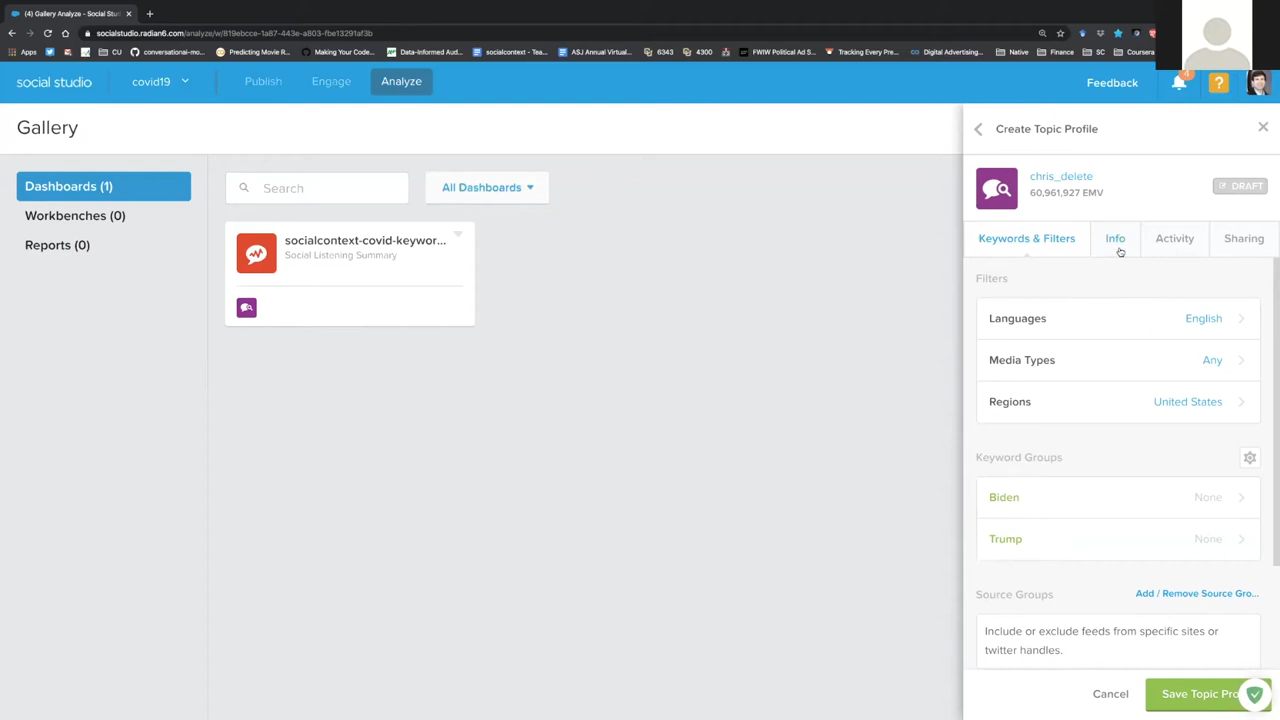 (4) Gallery Analyze - Social Stu
socialstudio.radian6.com/analyze/w/819ebcce-1a87-443e-a803-fbe13291af3b
Apps
CU
conversational-mo...
Predicting Movie R...
Making Your Code...
Data-Informed Aud...
socialcontext - Tea...
ASJ Annual Virtual...
6343
4300
FWIW Political Ad S...
Tracking Every Pre...
Digital Advertising...
Native
Finance
SC
Coursera
social studio
covid19
Publish
Engage
Analyze
Feedback
4
?
Gallery
Dashboards (1)
Workbenches (0)
Reports (0)
Search
All Dashboards
socialcontext-covid-keywor...
Social Listening Summary
Create Topic Profile
chris_delete
60,961,927 EMV
DRAFT
Keywords & Filters
Info
Activity
Sharing
Filters
Languages English
Media Types Any
Regions United States
Keyword Groups
Biden None
Trump None
Source Groups Add / Remove Source Gro...
Include or exclude feeds from specific sites or
twitter handles.
Cancel
Save Topic Pro